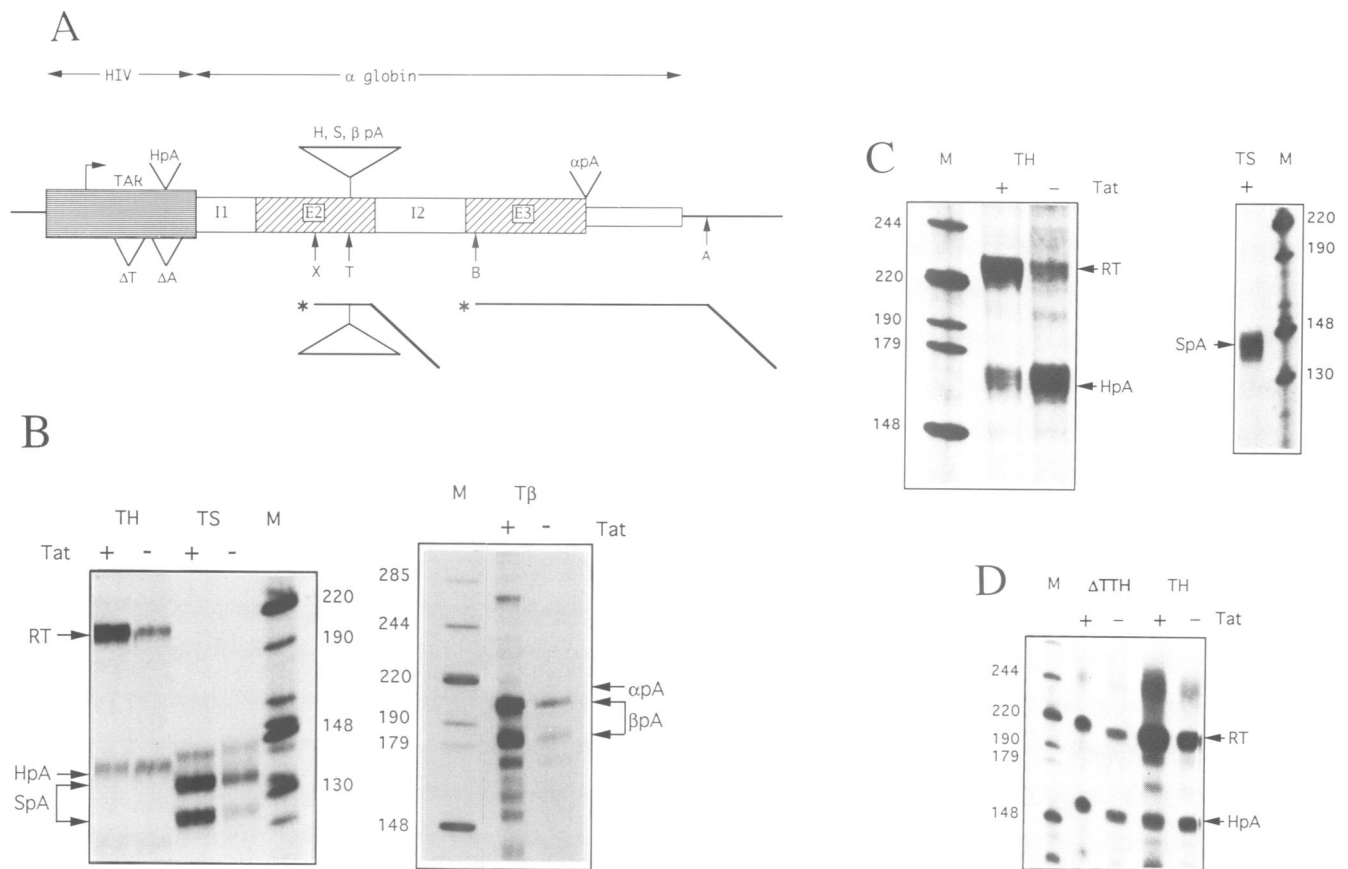 A
HIV α globin
H, S, β pA
HpA αpA
TAR
I1 E2 I2 E3
ΔT ΔA X T B A
* *
B
TH TS M
Tat + - + -
RT
HpA
SpA
220
190
148
130
M Tβ
+ - Tat
285
244
220
190
179
148
αpA
βpA
C
M TH
+ - Tat
244
220
190
179
148
RT
HpA
TS M
+
SpA
220
190
148
130
D
M ΔTTH TH
+ - + - Tat
244
220
190
179
148
RT
HpA